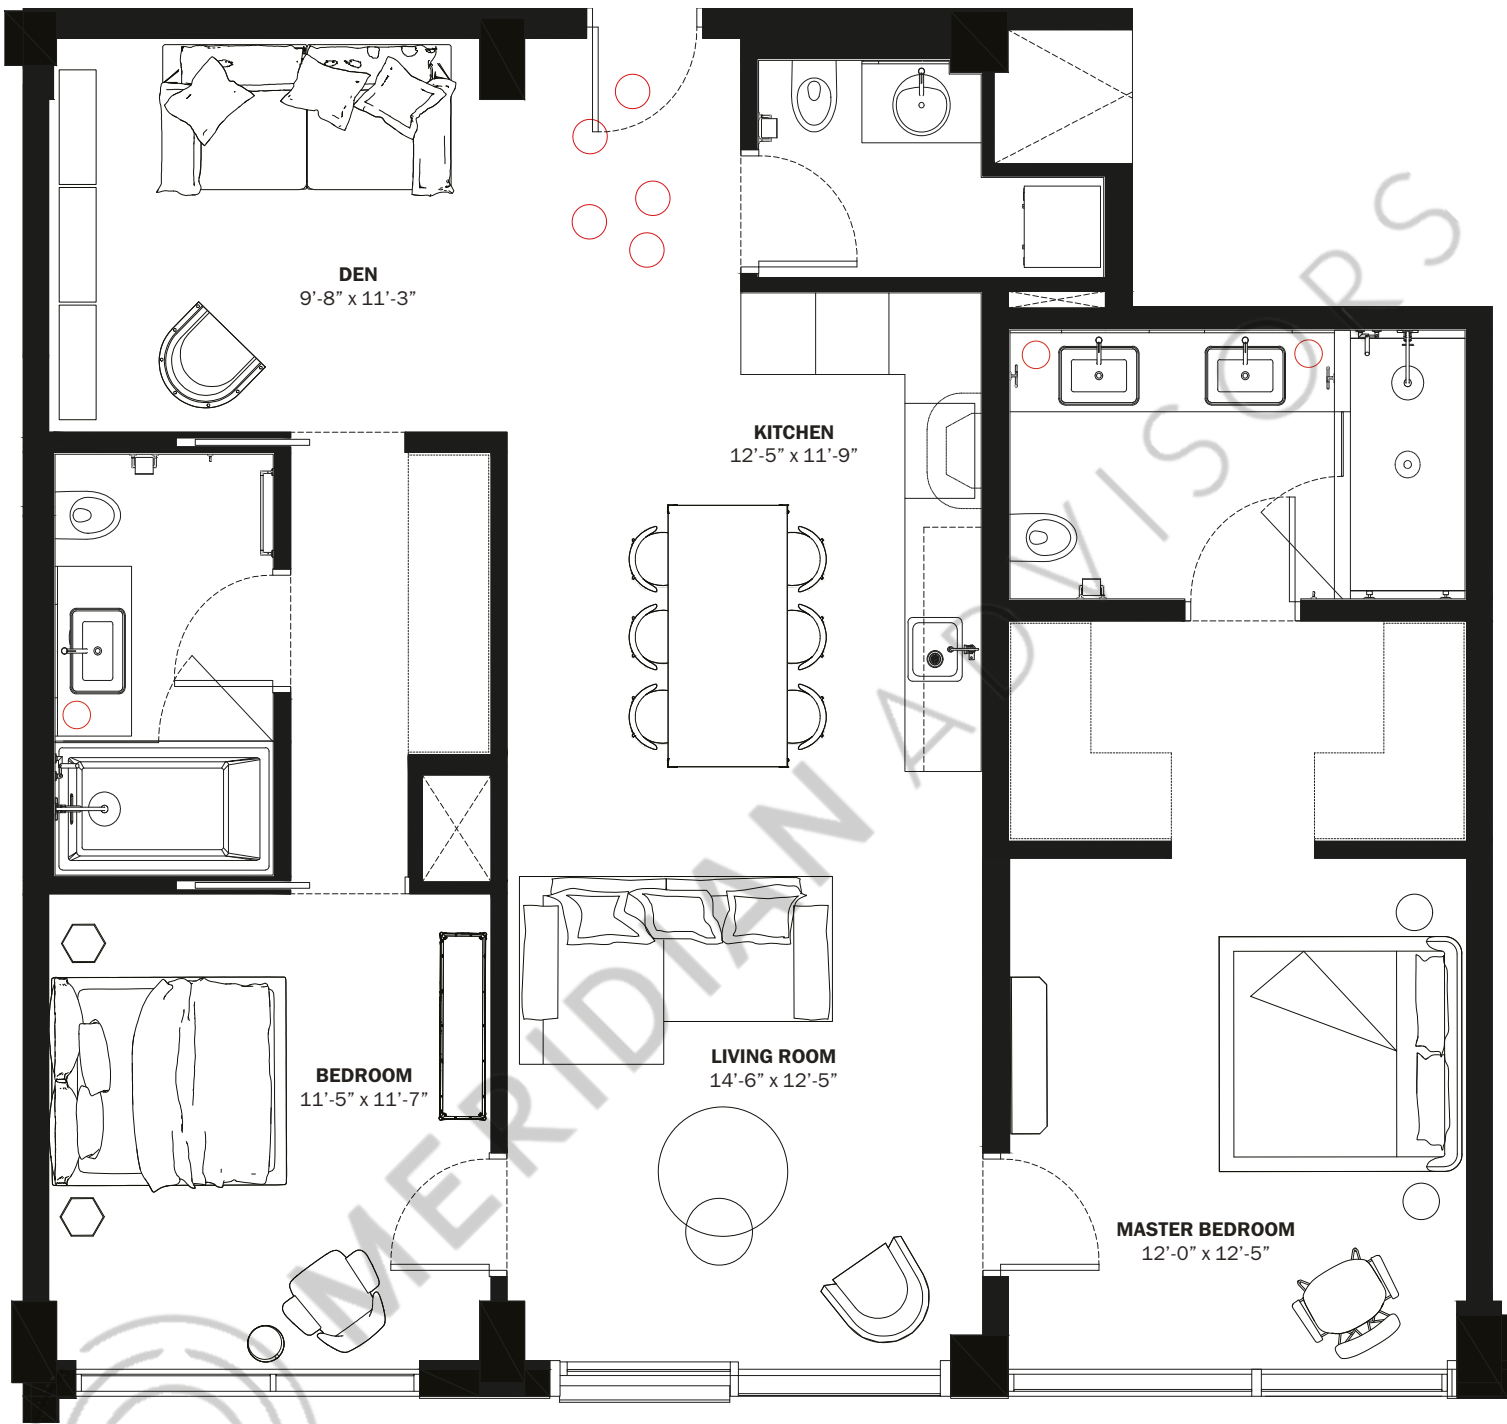 DEN
9'-8" x 11'-3"
KITCHEN
12'-5" x 11'-9"
LIVING ROOM
14'-6" x 12'-5"
BEDROOM
11'-5" x 11'-7"
MASTER BEDROOM
12'-0" x 12'-5"
MERIDIAN ADVISORS